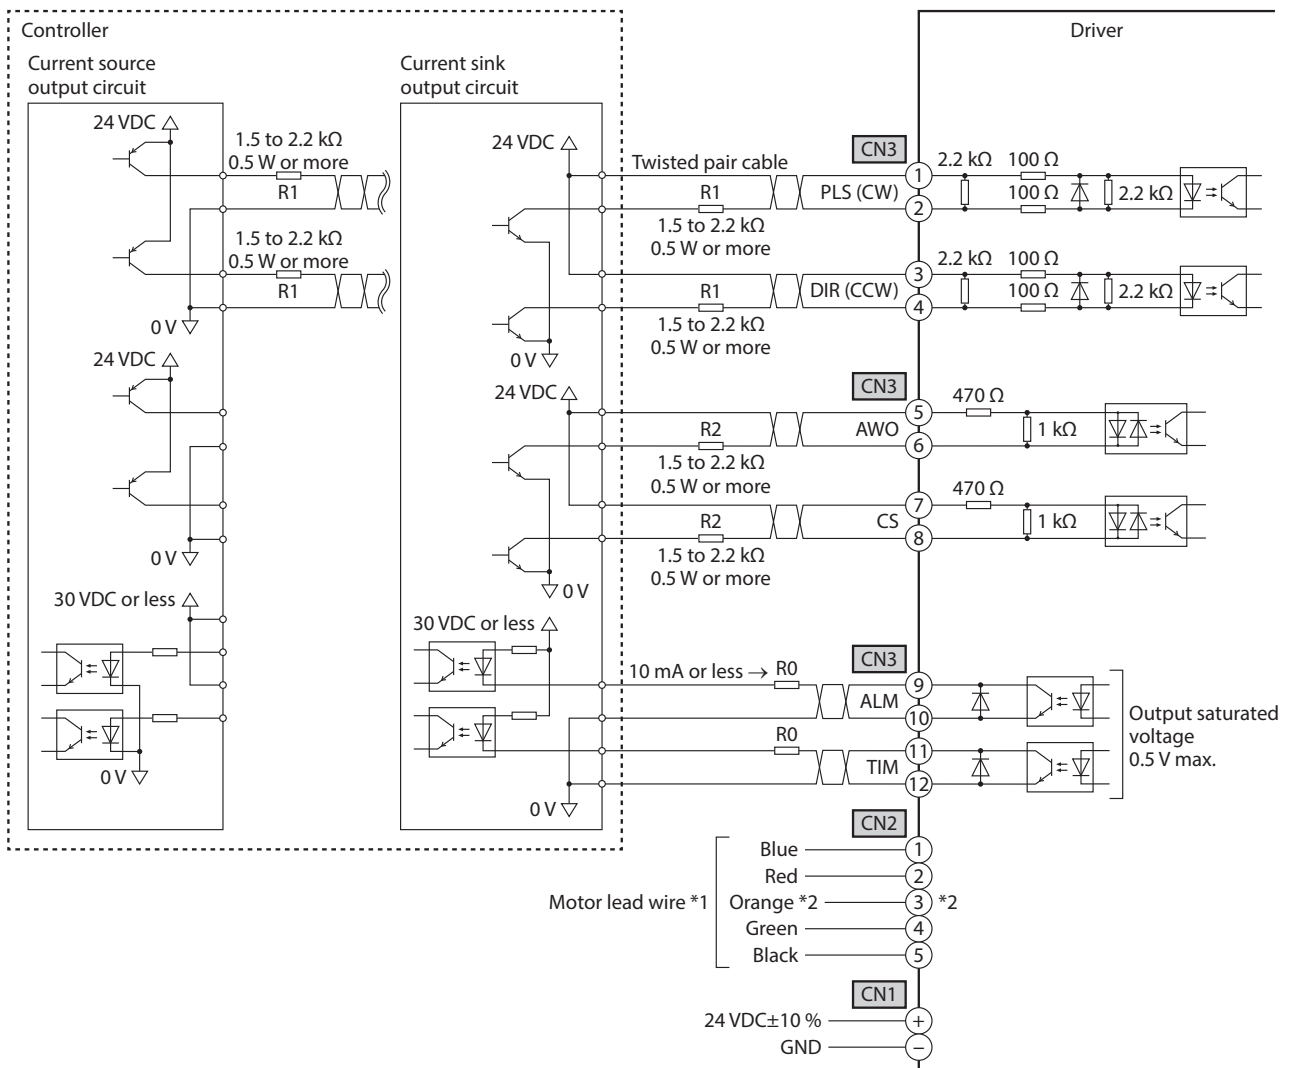 Controller
Driver
Current source
output circuit
Current sink
output circuit
24 VDC
1.5 to 2.2 kΩ
0.5 W or more
R1
1.5 to 2.2 kΩ
0.5 W or more
R1
0 V
24 VDC
0 V
30 VDC or less
0 V
24 VDC
0 V
24 VDC
0 V
30 VDC or less
0 V
Twisted pair cable
R1
1.5 to 2.2 kΩ
0.5 W or more
R1
1.5 to 2.2 kΩ
0.5 W or more
R2
1.5 to 2.2 kΩ
0.5 W or more
R2
1.5 to 2.2 kΩ
0.5 W or more
10 mA or less → R0
R0
CN3
1
PLS (CW)
2
2.2 kΩ
100 Ω
100 Ω
2.2 kΩ
3
DIR (CCW)
4
2.2 kΩ
100 Ω
100 Ω
2.2 kΩ
CN3
5
AWO
6
470 Ω
1 kΩ
7
CS
8
470 Ω
1 kΩ
CN3
9
ALM
10
11
TIM
12
Output saturated
voltage
0.5 V max.
CN2
Motor lead wire *1
Blue 1
Red 2
Orange *2 3 *2
Green 4
Black 5
CN1
24 VDC±10 % +
GND −